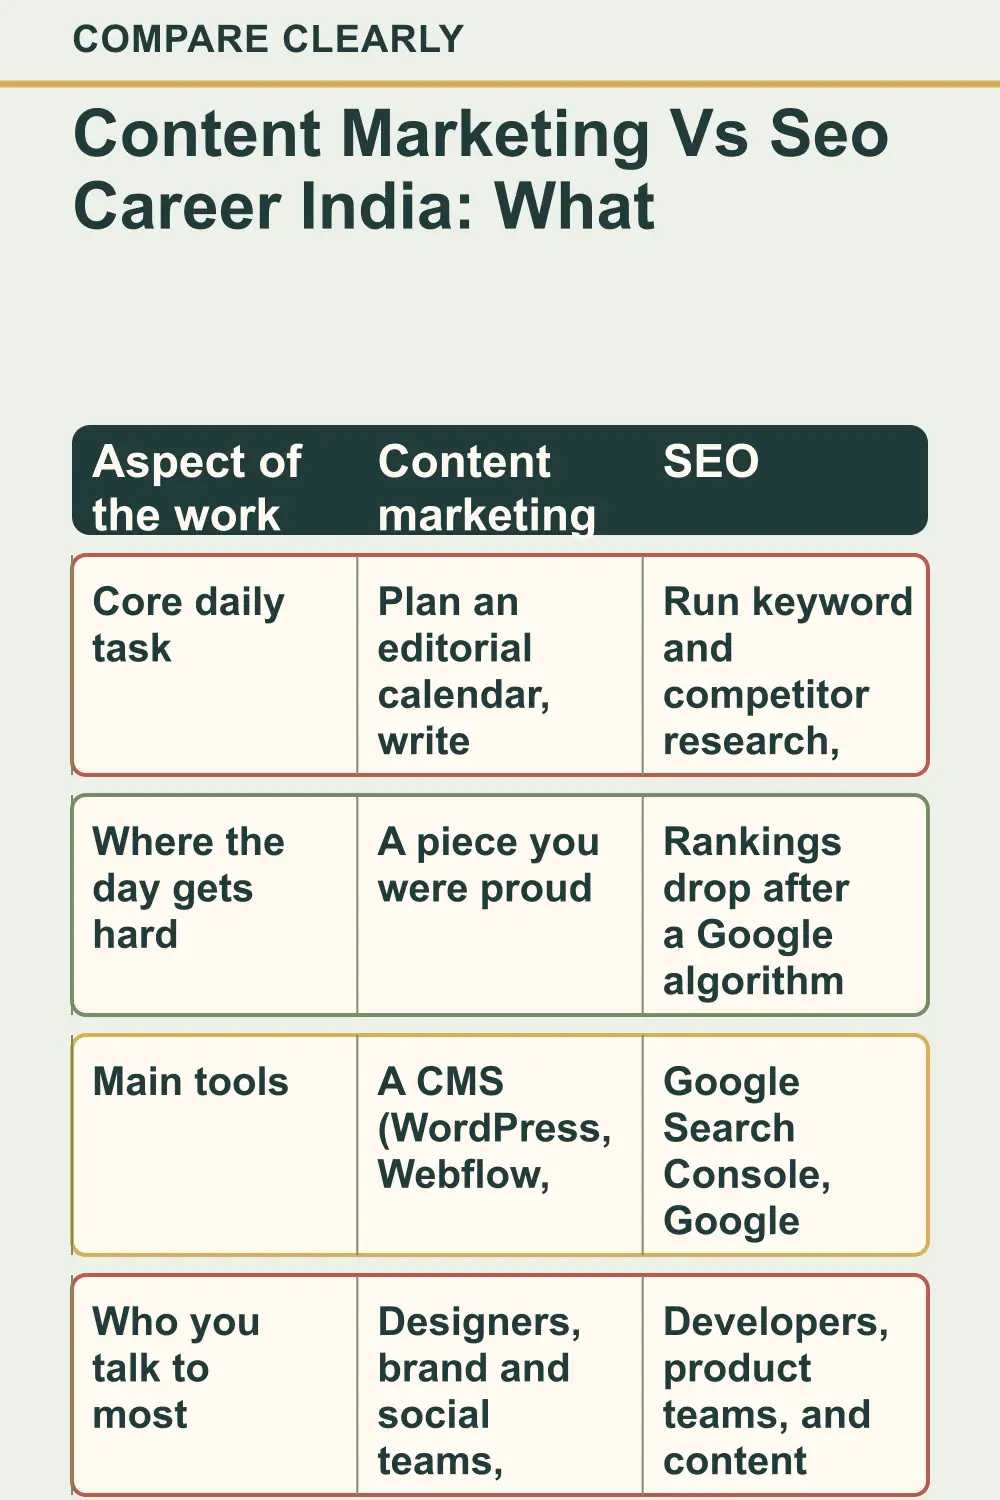 COMPARE CLEARLY
Content Marketing Vs Seo
Career India: What
Aspect of
the work
Content
marketing
SEO
Core daily
task
Plan an
editorial
calendar,
write
Run keyword
and
competitor
research,
Where the
day gets
hard
A piece you
were proud
Rankings
drop after
a Google
algorithm
Main tools
A CMS
(WordPress,
Webflow,
Google
Search
Console,
Google
Who you
talk to
most
Designers,
brand and
social
teams,
Developers,
product
teams, and
content